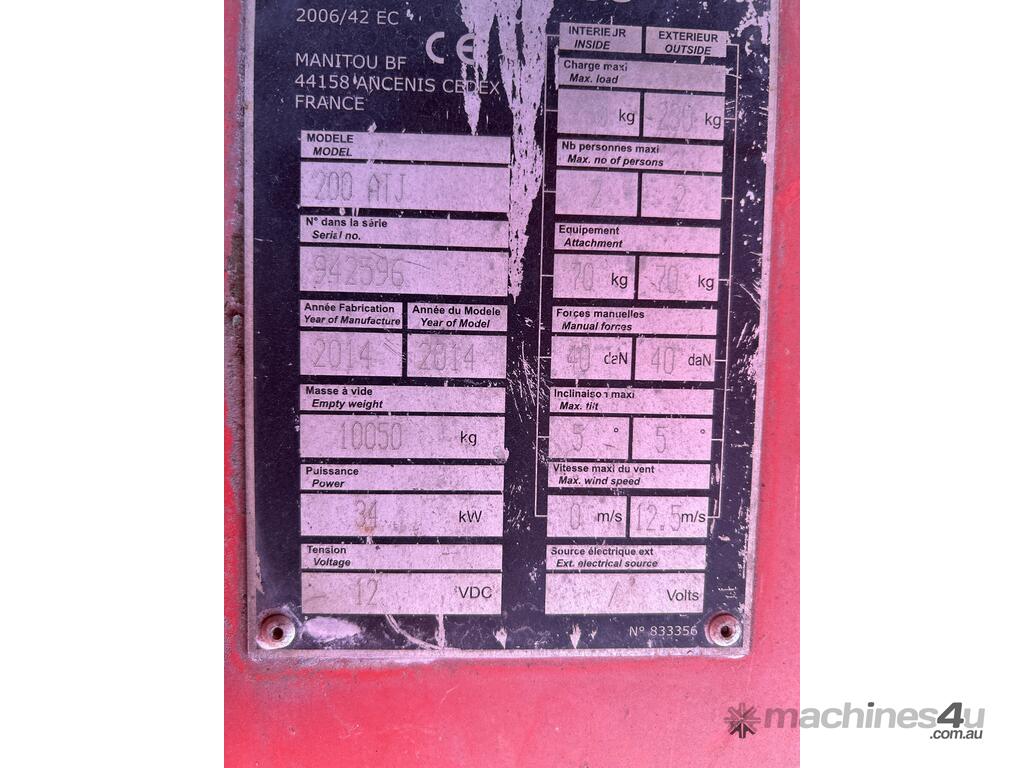 2006/42 EC
CE
MANITOU BF
44158 ANCENIS CEDEX
FRANCE
MODELE
MODEL
200 ATJ
N° dans la série
Serial no.
942596
Année Fabrication
Year of Manufacture
2014
Année du Modele
Year of Model
2014
Masse à vide
Empty weight
10050 kg
Puissance
Power
34 kW
Tension
Voltage
12 VDC
INTERIEUR
INSIDE
EXTERIEUR
OUTSIDE
Charge maxi
Max. load
kg 230 kg
Nb personnes maxi
Max. no of persons
2 2
Equipement
Attachment
70 kg 70 kg
Forces manuelles
Manual forces
40 daN 40 daN
Inclinaison maxi
Max. tilt
5 ° 5 °
Vitesse maxi du vent
Max. wind speed
0 m/s 12.5 m/s
Source électrique ext
Ext. electrical source
/ Volts
N° 833356
machines4u
.com.au